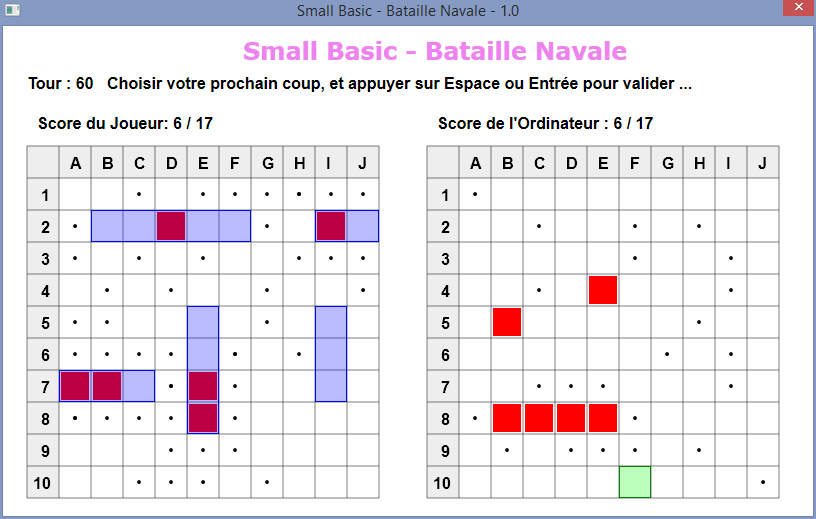 Small Basic - Bataille Navale - 1.0
Small Basic - Bataille Navale
Tour : 60 Choisir votre prochain coup, et appuyer sur Espace ou Entrée pour valider ...
Score du Joueur: 6 / 17
Score de l'Ordinateur : 6 / 17
A B C D E F G H I J
1
2
3
4
5
6
7
8
9
10
A B C D E F G H I J
1
2
3
4
5
6
7
8
9
10